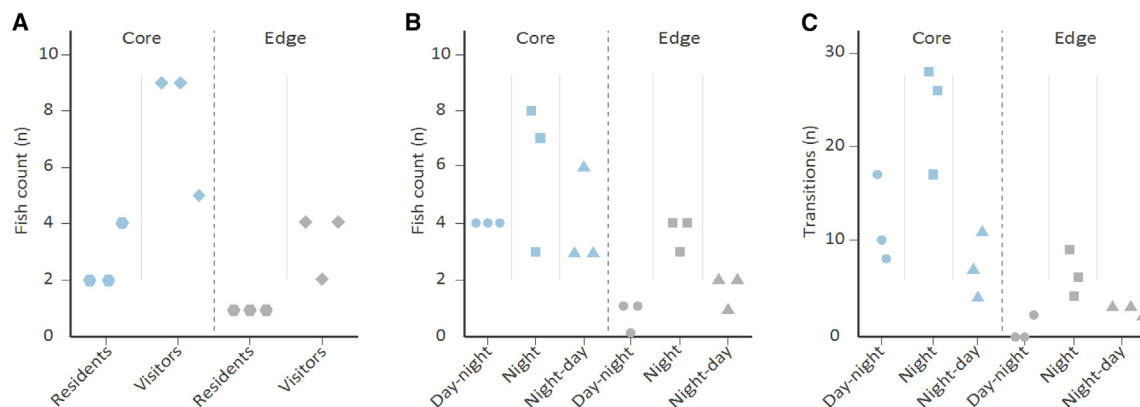 A
Core
Edge
10
8
6
4
2
0
Fish count (n)
Residents
Visitors
Residents
Visitors
B
Core
Edge
10
8
6
4
2
0
Fish count (n)
Day-night
Night
Night-day
Day-night
Night
Night-day
C
Core
Edge
30
20
10
0
Transitions (n)
Day-night
Night
Night-day
Day-night
Night
Night-day